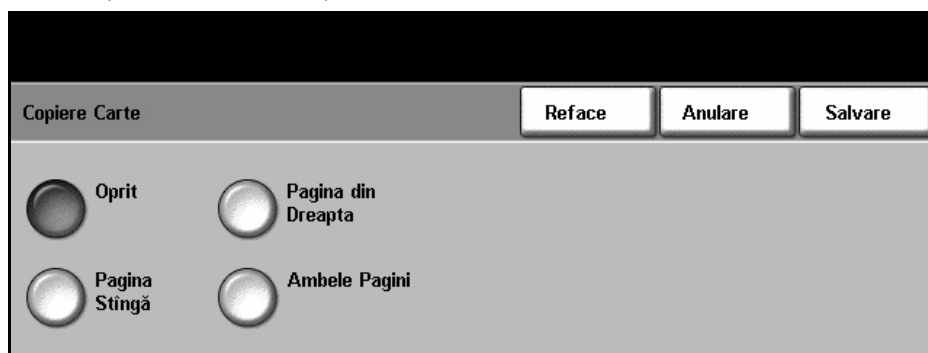 Copiere Carte
Reface
Anulare
Salvare
Oprit
Pagina din
Dreapta
Pagina
Stîngă
Ambele Pagini